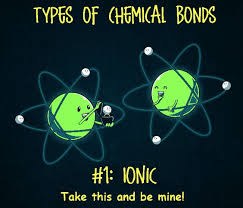 TYPES OF CHEMICAL BONDS
#1: IONIC
Take this and be mine!